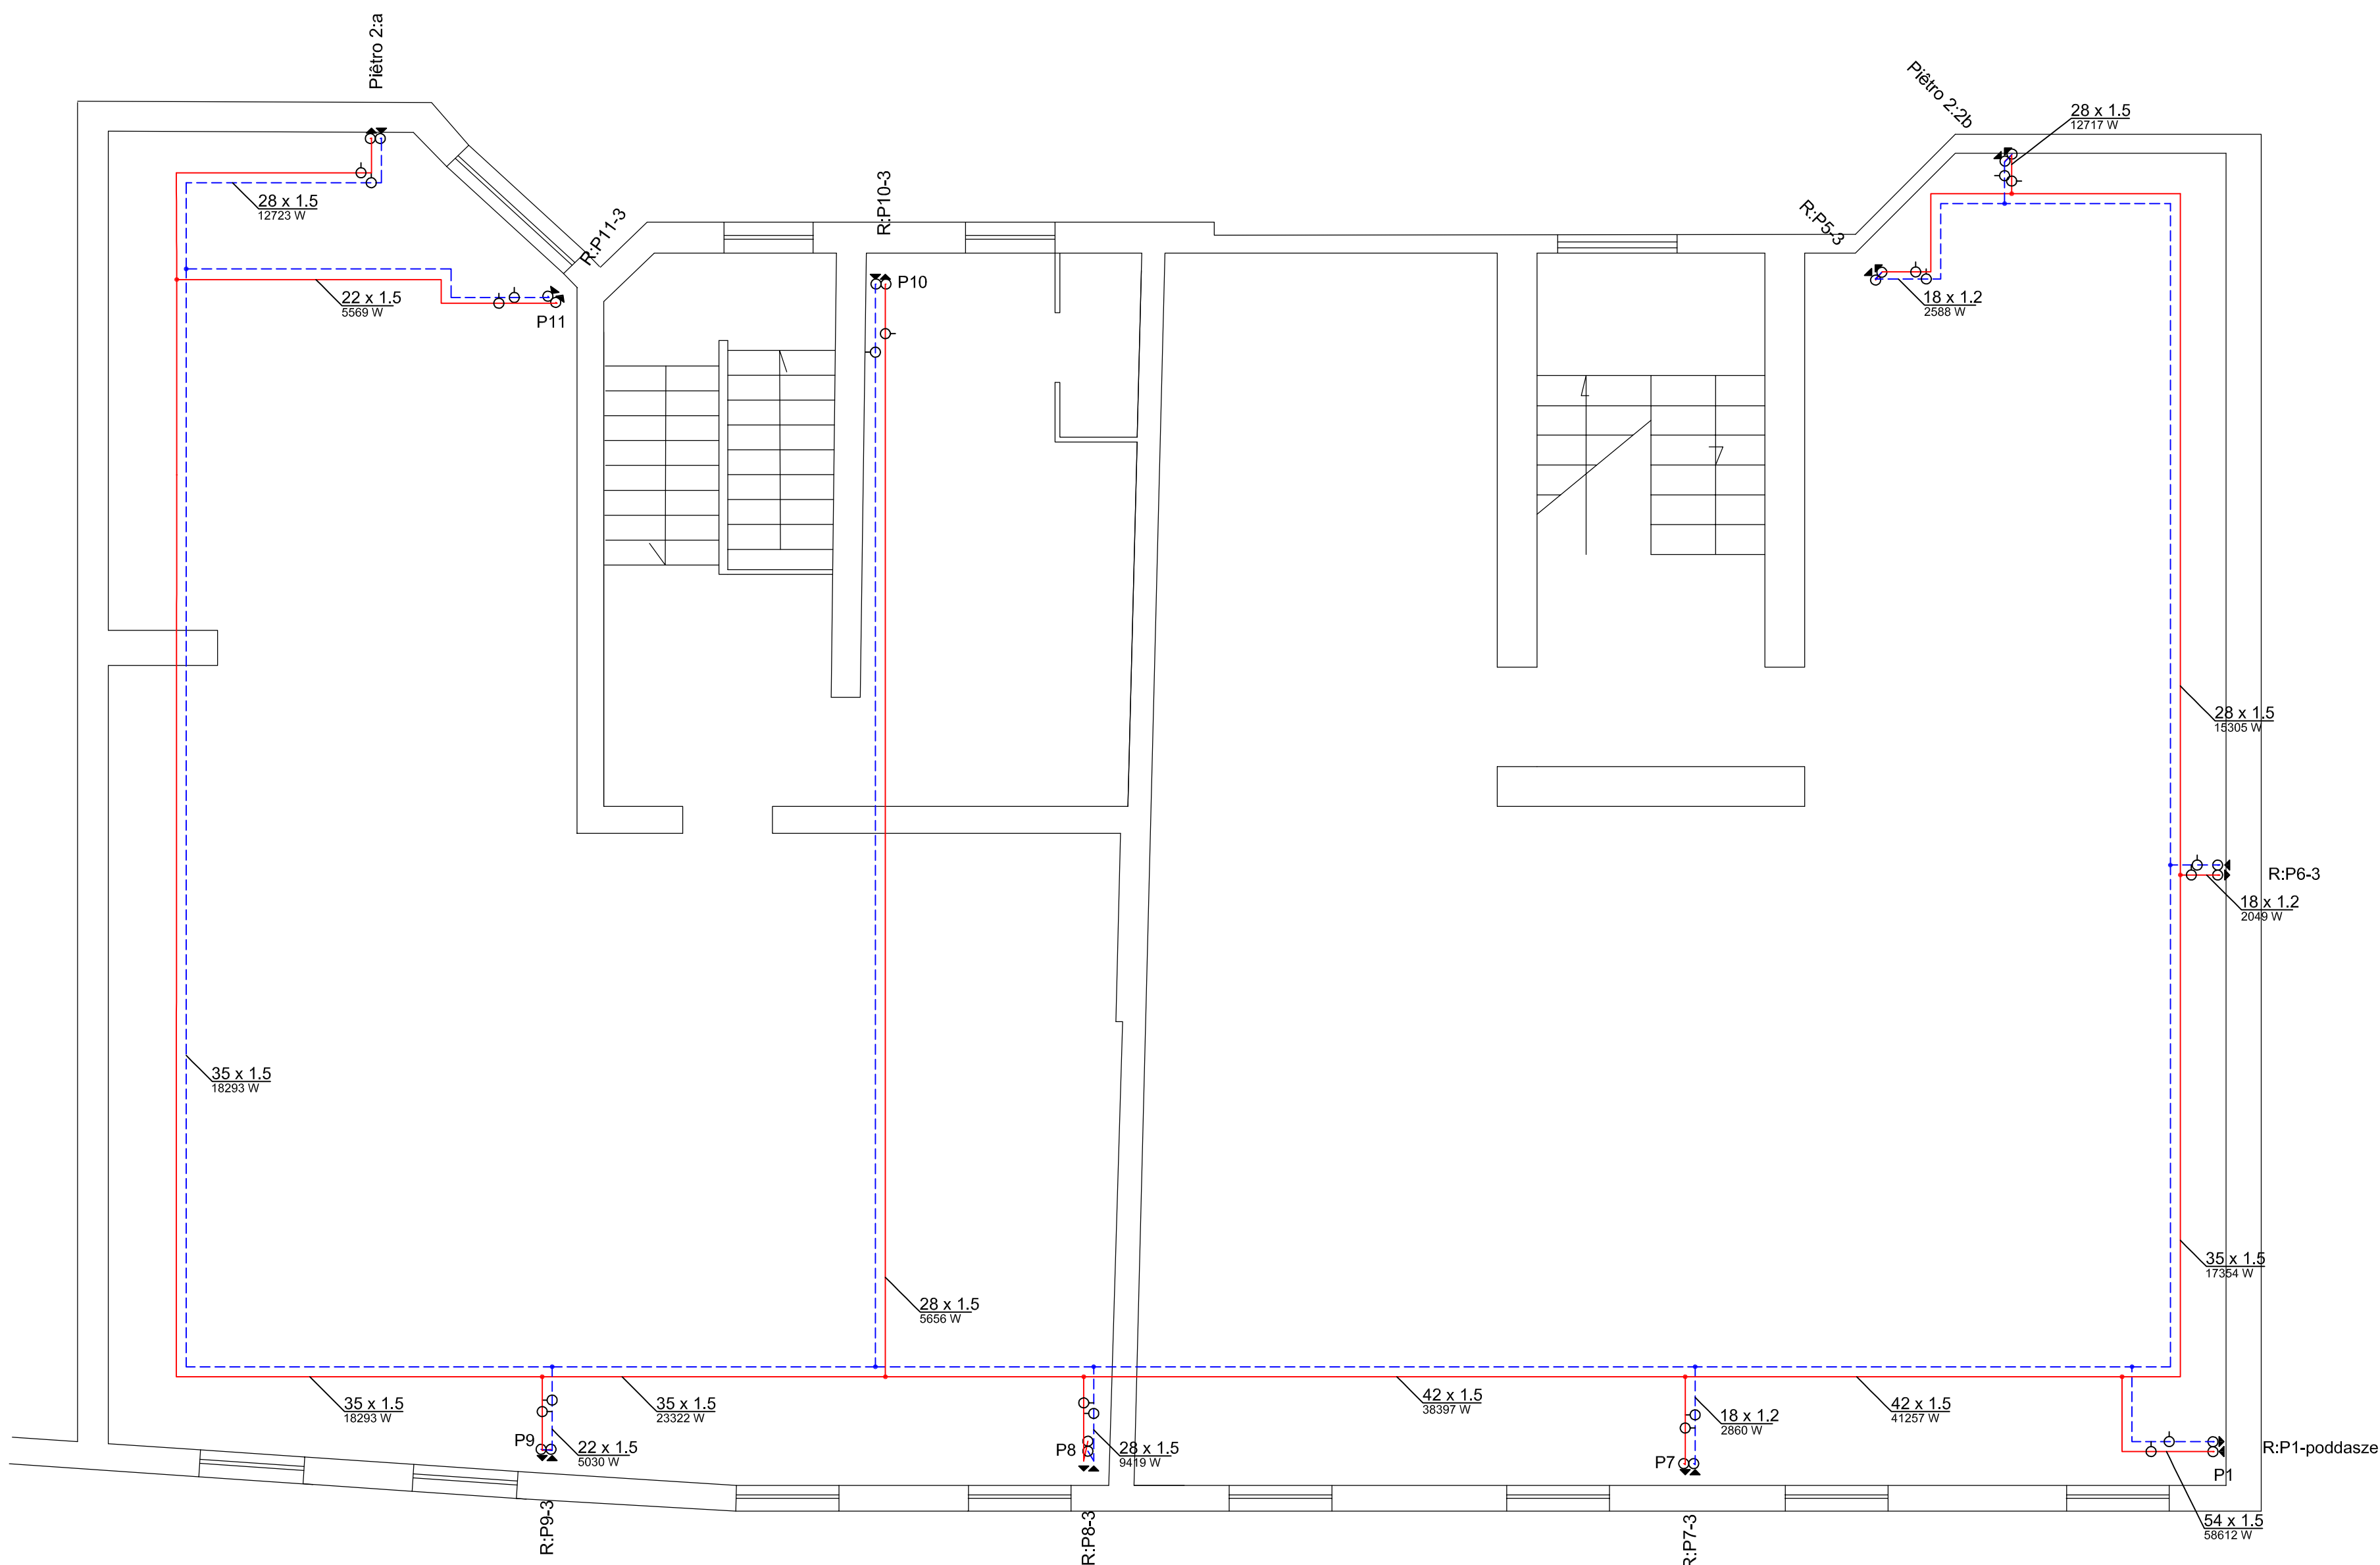 Piêtro 2:a
Piêtro 2:2b
28 x 1.5
12717 W
28 x 1.5
12723 W
R:P11-3
R:P10-3
R:P5-3
P10
22 x 1.5
5569 W
P11
18 x 1.2
2588 W
28 x 1.5
15305 W
R:P6-3
18 x 1.2
2049 W
35 x 1.5
18293 W
35 x 1.5
17354 W
28 x 1.5
5656 W
35 x 1.5
18293 W
35 x 1.5
23322 W
42 x 1.5
38397 W
18 x 1.2
2860 W
42 x 1.5
41257 W
P9
22 x 1.5
5030 W
P8
28 x 1.5
9419 W
P7
R:P1-poddasze
P1
54 x 1.5
58612 W
R:P9-3
R:P8-3
R:P7-3